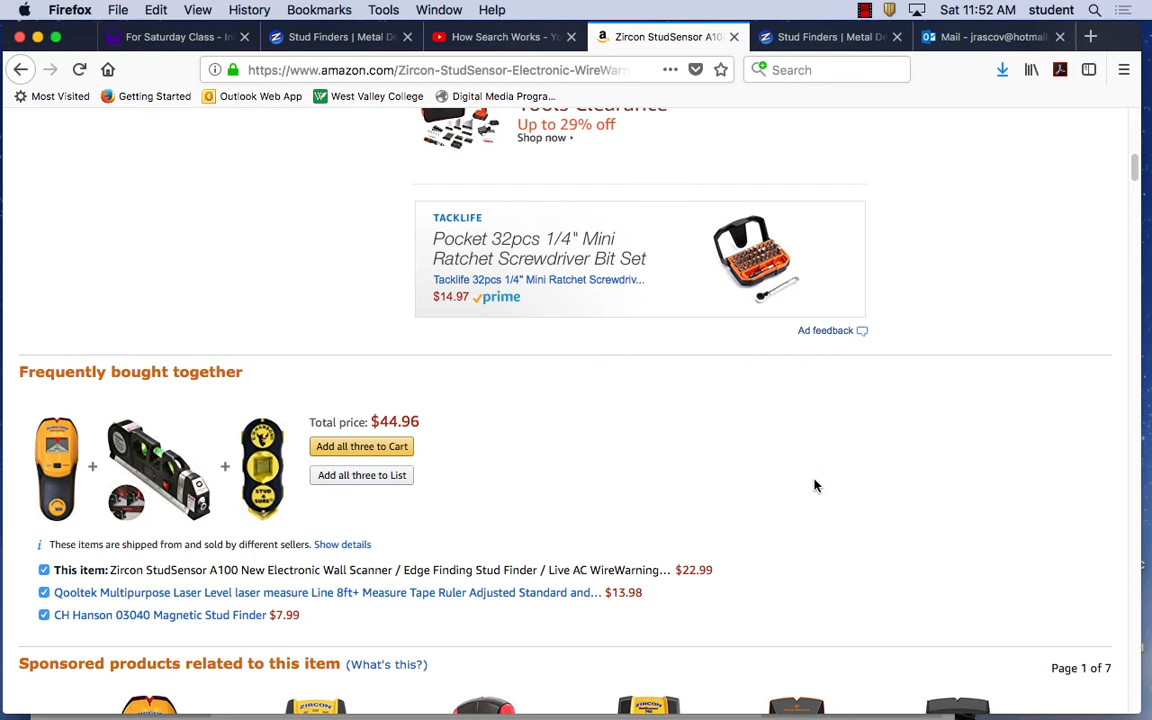 Firefox File Edit View History Bookmarks Tools Window Help Sat 11:52 AM student
For Saturday Class - In Stud Finders | Metal De How Search Works - Yo Zircon StudSensor A10 Stud Finders | Metal De Mail - jrascov@hotmail.
https://www.amazon.com/Zircon-StudSensor-Electronic-WireWarn Search
Most Visited Getting Started Outlook Web App West Valley College Digital Media Progra...
Tools Clearance
Up to 29% off
Shop now
TACKLIFE
Pocket 32pcs 1/4" Mini
Ratchet Screwdriver Bit Set
Tacklife 32pcs 1/4" Mini Ratchet Screwdriv...
$14.97 prime
Ad feedback
Frequently bought together
Total price: $44.96
Add all three to Cart
Add all three to List
These items are shipped from and sold by different sellers. Show details
This item: Zircon StudSensor A100 New Electronic Wall Scanner / Edge Finding Stud Finder / Live AC WireWarning... $22.99
Qooltek Multipurpose Laser Level laser measure Line 8ft+ Measure Tape Ruler Adjusted Standard and... $13.98
CH Hanson 03040 Magnetic Stud Finder $7.99
Sponsored products related to this item (What's this?)
Page 1 of 7